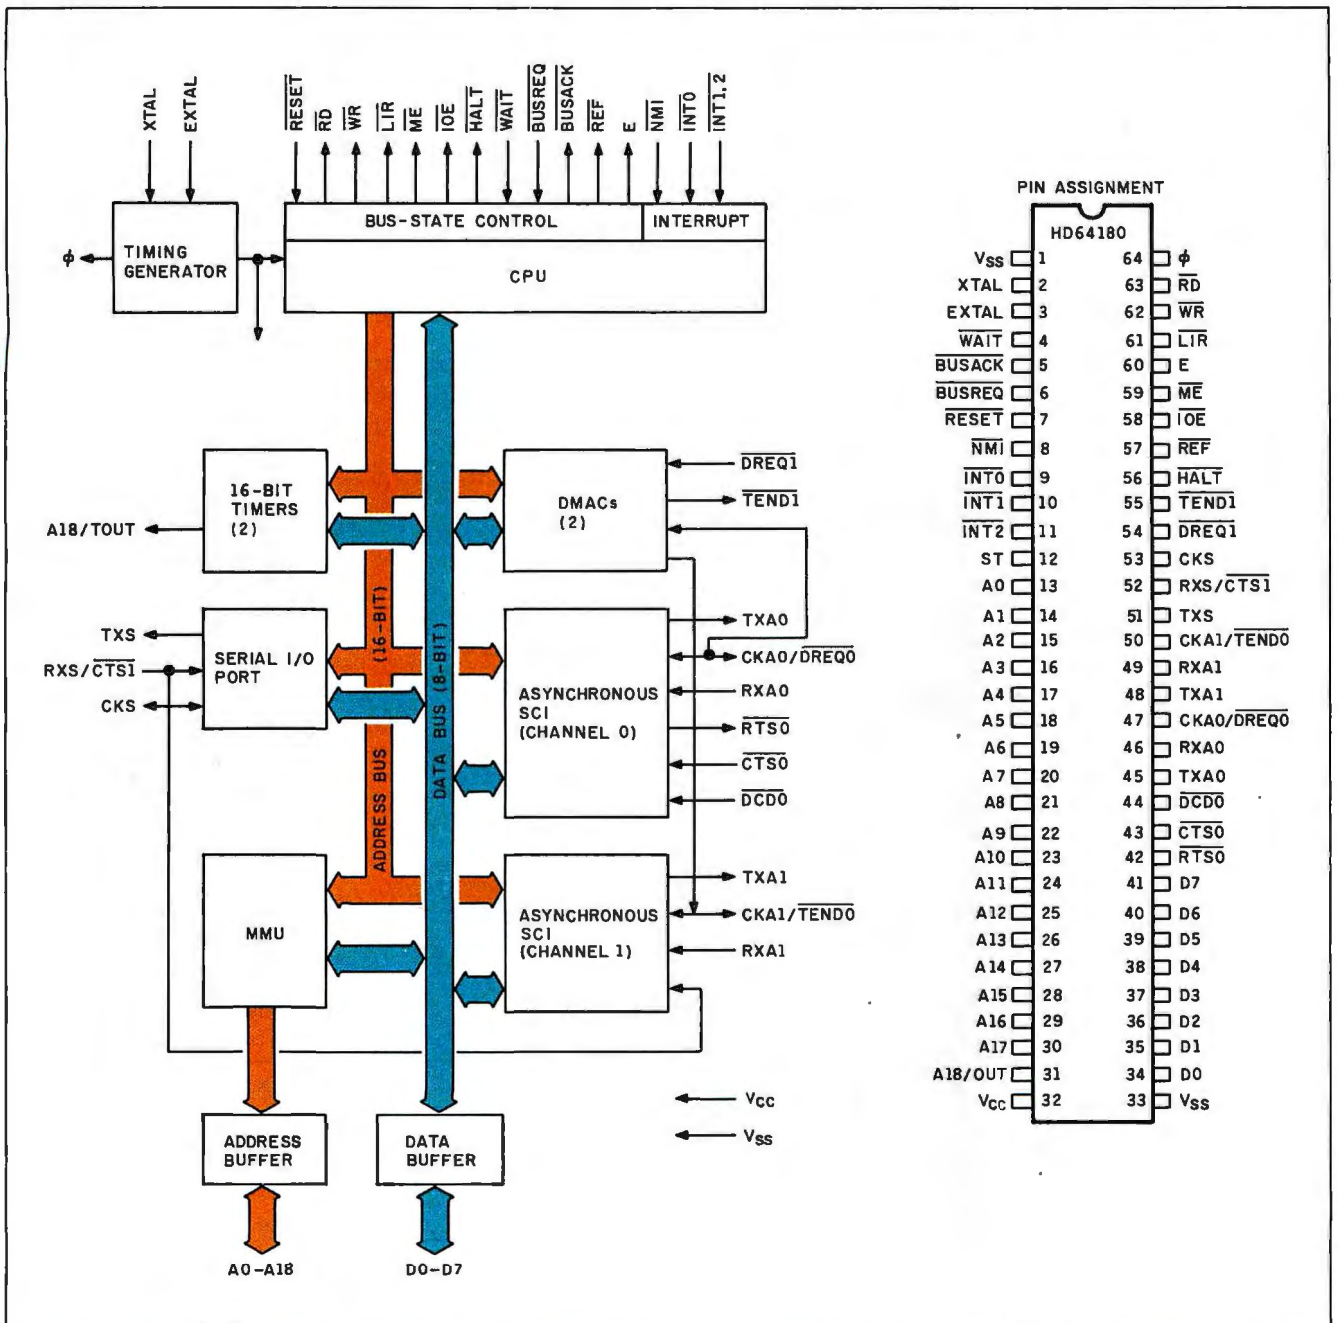 XTAL
EXTAL
RESET
RD
WR
LIR
ME
IOE
HALT
WAIT
BUSREQ
BUSACK
REF
E
NMI
INT0
INT1,2
TIMING
GENERATOR
ϕ
BUS-STATE CONTROL
INTERRUPT
CPU
16-BIT
TIMERS
(2)
A18/TOUT
DMACs
(2)
DREQ1
TEND1
SERIAL I/O
PORT
TXS
RXS/CTS1
CKS
ADDRESS BUS (16-BIT)
DATA BUS (8-BIT)
ASYNCHRONOUS
SCI
(CHANNEL 0)
TXA0
CKA0/DREQ0
RXA0
RTS0
CTS0
DCD0
MMU
ASYNCHRONOUS
SCI
(CHANNEL 1)
TXA1
CKA1/TEND0
RXA1
VCC
VSS
ADDRESS
BUFFER
DATA
BUFFER
A0-A18
D0-D7
PIN ASSIGNMENT
HD64180
VSS 1 64 ϕ
XTAL 2 63 RD
EXTAL 3 62 WR
WAIT 4 61 LIR
BUSACK 5 60 E
BUSREQ 6 59 ME
RESET 7 58 IOE
NMI 8 57 REF
INT0 9 56 HALT
INT1 10 55 TEND1
INT2 11 54 DREQ1
ST 12 53 CKS
A0 13 52 RXS/CTS1
A1 14 51 TXS
A2 15 50 CKA1/TEND0
A3 16 49 RXA1
A4 17 48 TXA1
A5 18 47 CKA0/DREQ0
A6 19 46 RXA0
A7 20 45 TXA0
A8 21 44 DCD0
A9 22 43 CTS0
A10 23 42 RTS0
A11 24 41 D7
A12 25 40 D6
A13 26 39 D5
A14 27 38 D4
A15 28 37 D3
A16 29 36 D2
A17 30 35 D1
A18/OUT 31 34 D0
VCC 32 33 VSS